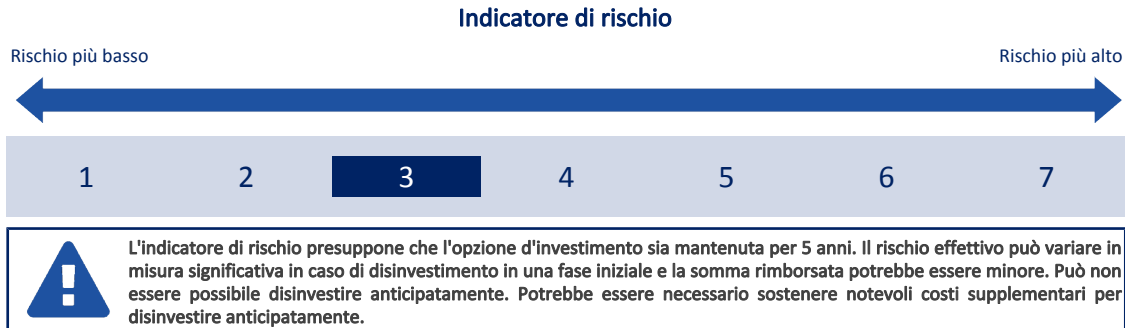 Indicatore di rischio
Rischio più basso
Rischio più alto
1 2 3 4 5 6 7
L'indicatore di rischio presuppone che l'opzione d'investimento sia mantenuta per 5 anni. Il rischio effettivo può variare in
misura significativa in caso di disinvestimento in una fase iniziale e la somma rimborsata potrebbe essere minore. Può non
essere possibile disinvestire anticipatamente. Potrebbe essere necessario sostenere notevoli costi supplementari per
disinvestire anticipatamente.